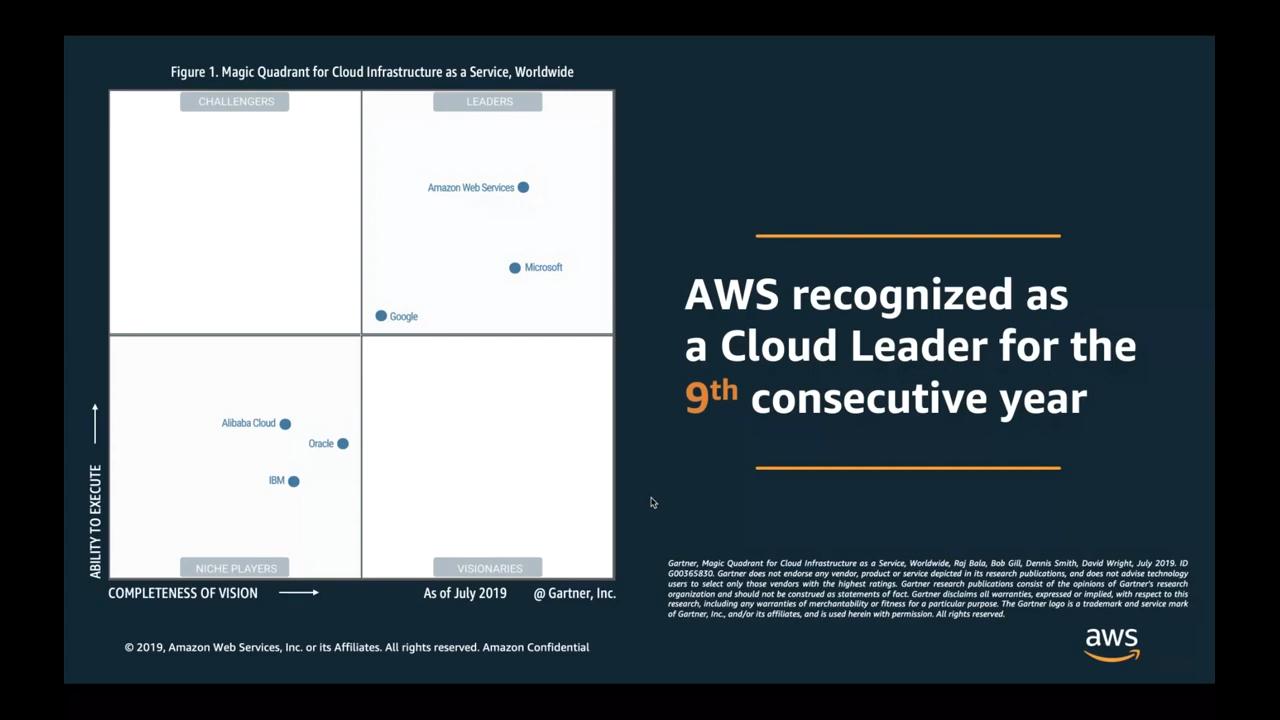 Figure 1. Magic Quadrant for Cloud Infrastructure as a Service, Worldwide
CHALLENGERS
LEADERS
Amazon Web Services
Microsoft
Google
Alibaba Cloud
Oracle
IBM
NICHE PLAYERS
VISIONARIES
ABILITY TO EXECUTE
COMPLETENESS OF VISION
As of July 2019
@ Gartner, Inc.
© 2019, Amazon Web Services, Inc. or its Affiliates. All rights reserved. Amazon Confidential
AWS recognized as
a Cloud Leader for the
9th consecutive year
Gartner, Magic Quadrant for Cloud Infrastructure as a Service, Worldwide, Raj Bala, Bob Gill, Dennis Smith, David Wright, July 2019. ID
G00365830. Gartner does not endorse any vendor, product or service depicted in its research publications, and does not advise technology
users to select only those vendors with the highest ratings. Gartner research publications consist of the opinions of Gartner's research
organization and should not be construed as statements of fact. Gartner disclaims all warranties, expressed or implied, with respect to this
research, including any warranties of merchantability or fitness for a particular purpose. The Gartner logo is a trademark and service mark
of Gartner, Inc., and/or its affiliates, and is used herein with permission. All rights reserved.
aws